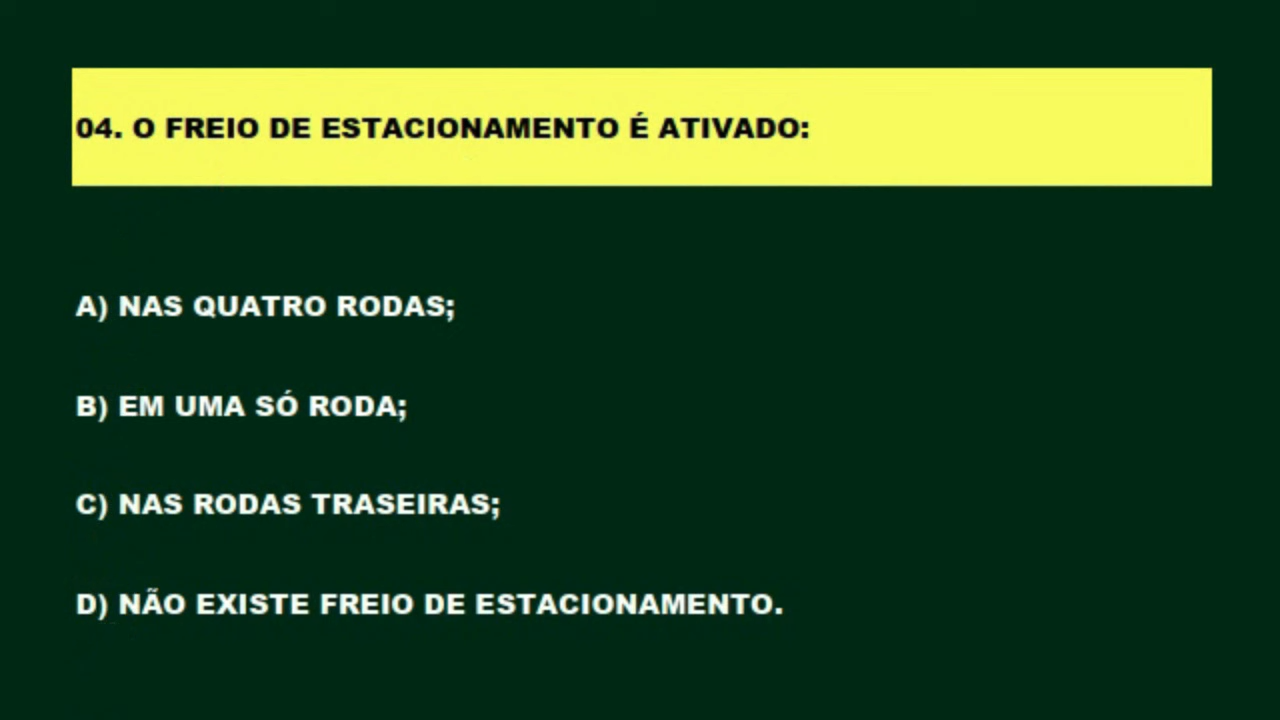 04. O FREIO DE ESTACIONAMENTO É ATIVADO:
A) NAS QUATRO RODAS;
B) EM UMA SÓ RODA;
C) NAS RODAS TRASEIRAS;
D) NÃO EXISTE FREIO DE ESTACIONAMENTO.